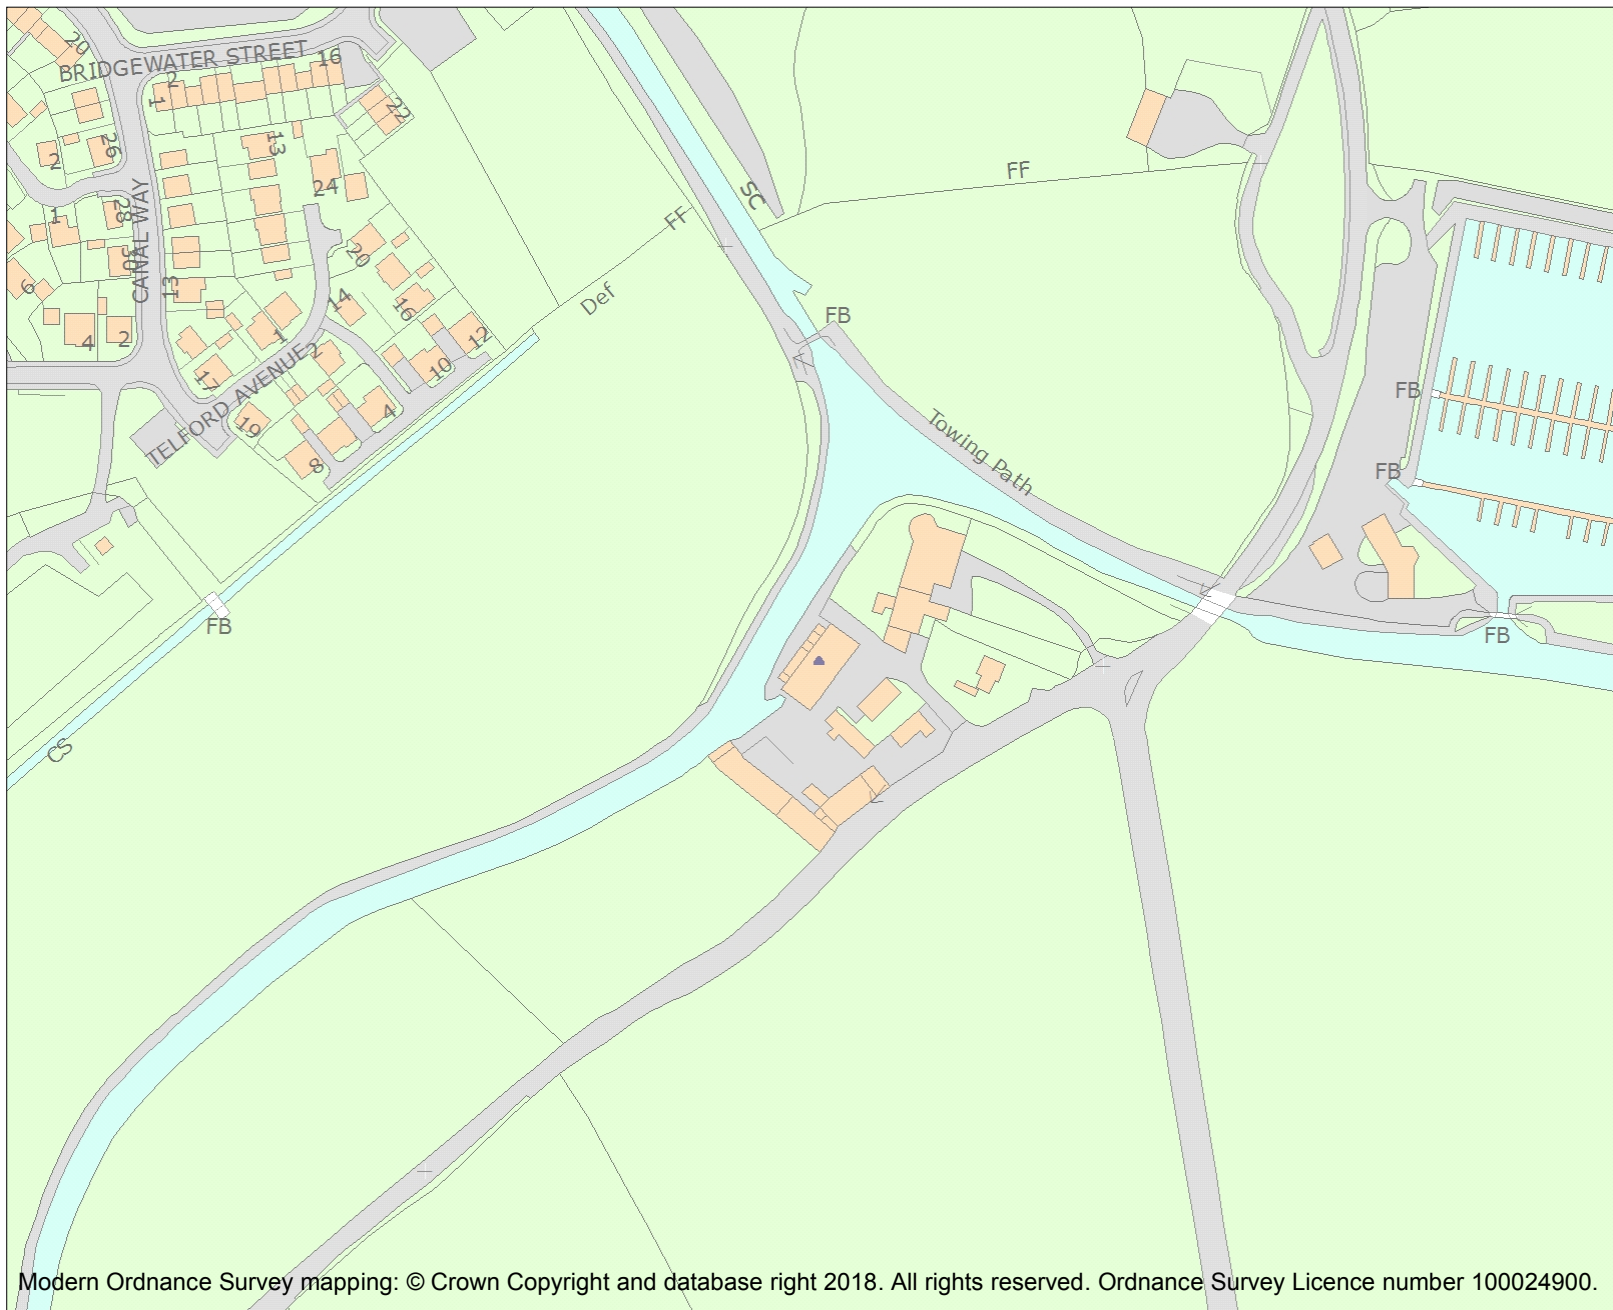 20
BRIDGEWATER STREET
16
2
1
22
26
13
2
24
SC
FF
1
28
CANAL WAY
30
FF
20
6
13
14
16
Def
FB
4
2
1
2
12
10
17
TELFORD AVENUE
4
19
8
FB
Towing Path
FB
FB
FB
CS
Modern Ordnance Survey mapping: © Crown Copyright and database right 2018. All rights reserved. Ordnance Survey Licence number 100024900.